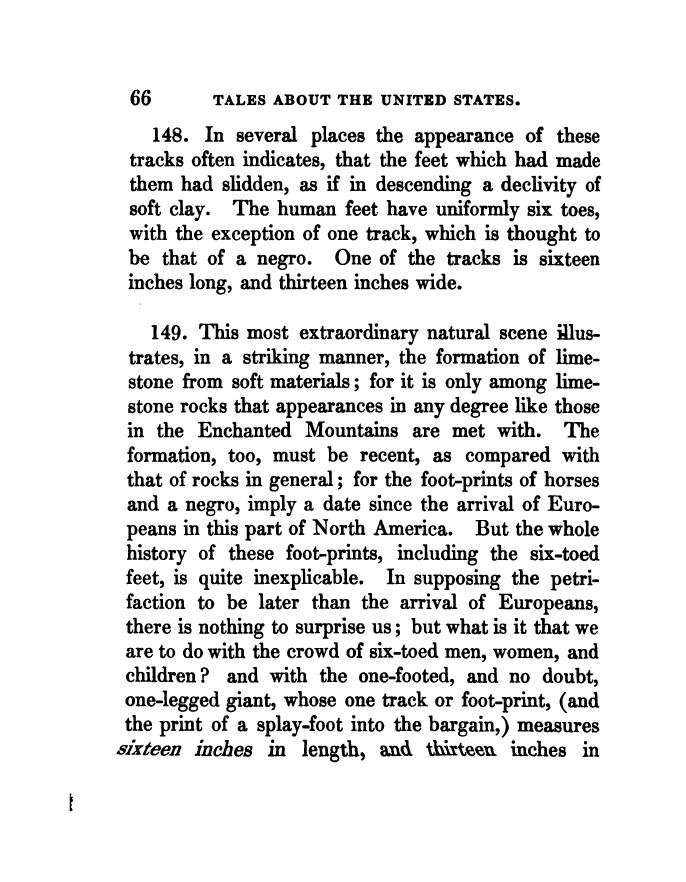 66 TALES ABOUT THE UNITED STATES.
148. In several places the appearance of these
tracks often indicates, that the feet which had made
them had slidden, as if in descending a declivity of
soft clay. The human feet have uniformly six toes,
with the exception of one track, which is thought to
be that of a negro. One of the tracks is sixteen
inches long, and thirteen inches wide.
149. This most extraordinary natural scene illus-
trates, in a striking manner, the formation of lime-
stone from soft materials; for it is only among lime-
stone rocks that appearances in any degree like those
in the Enchanted Mountains are met with. The
formation, too, must be recent, as compared with
that of rocks in general; for the foot-prints of horses
and a negro, imply a date since the arrival of Euro-
peans in this part of North America. But the whole
history of these foot-prints, including the six-toed
feet, is quite inexplicable. In supposing the petri-
faction to be later than the arrival of Europeans,
there is nothing to surprise us; but what is it that we
are to do with the crowd of six-toed men, women, and
children? and with the one-footed, and no doubt,
one-legged giant, whose one track or foot-print, (and
the print of a splay-foot into the bargain,) measures
sixteen inches in length, and thirteen inches in